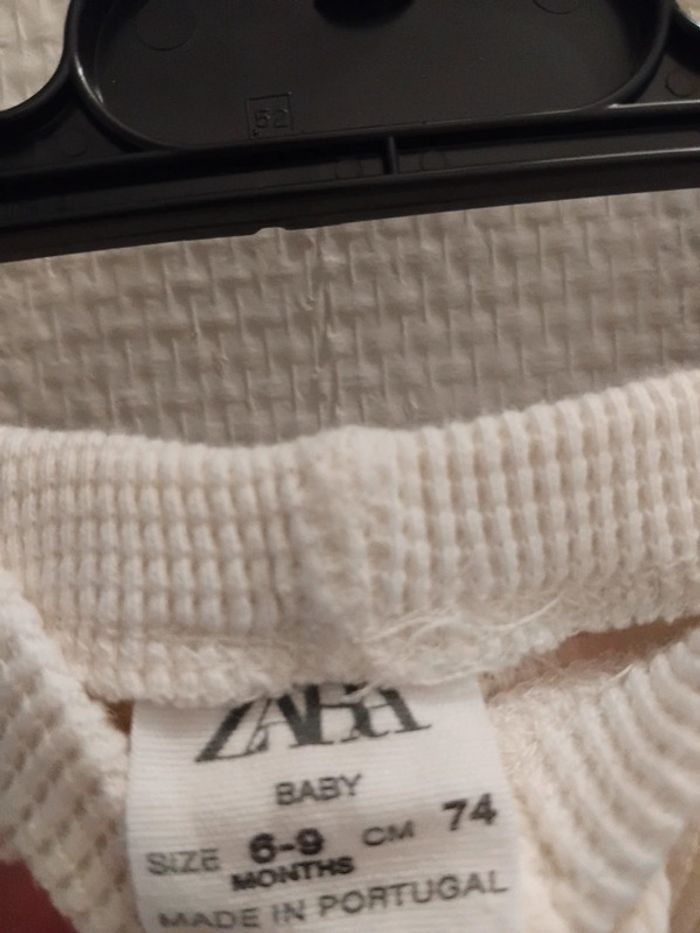 52
ZARA
BABY
SIZE 6-9 CM 74
MONTHS
MADE IN PORTUGAL